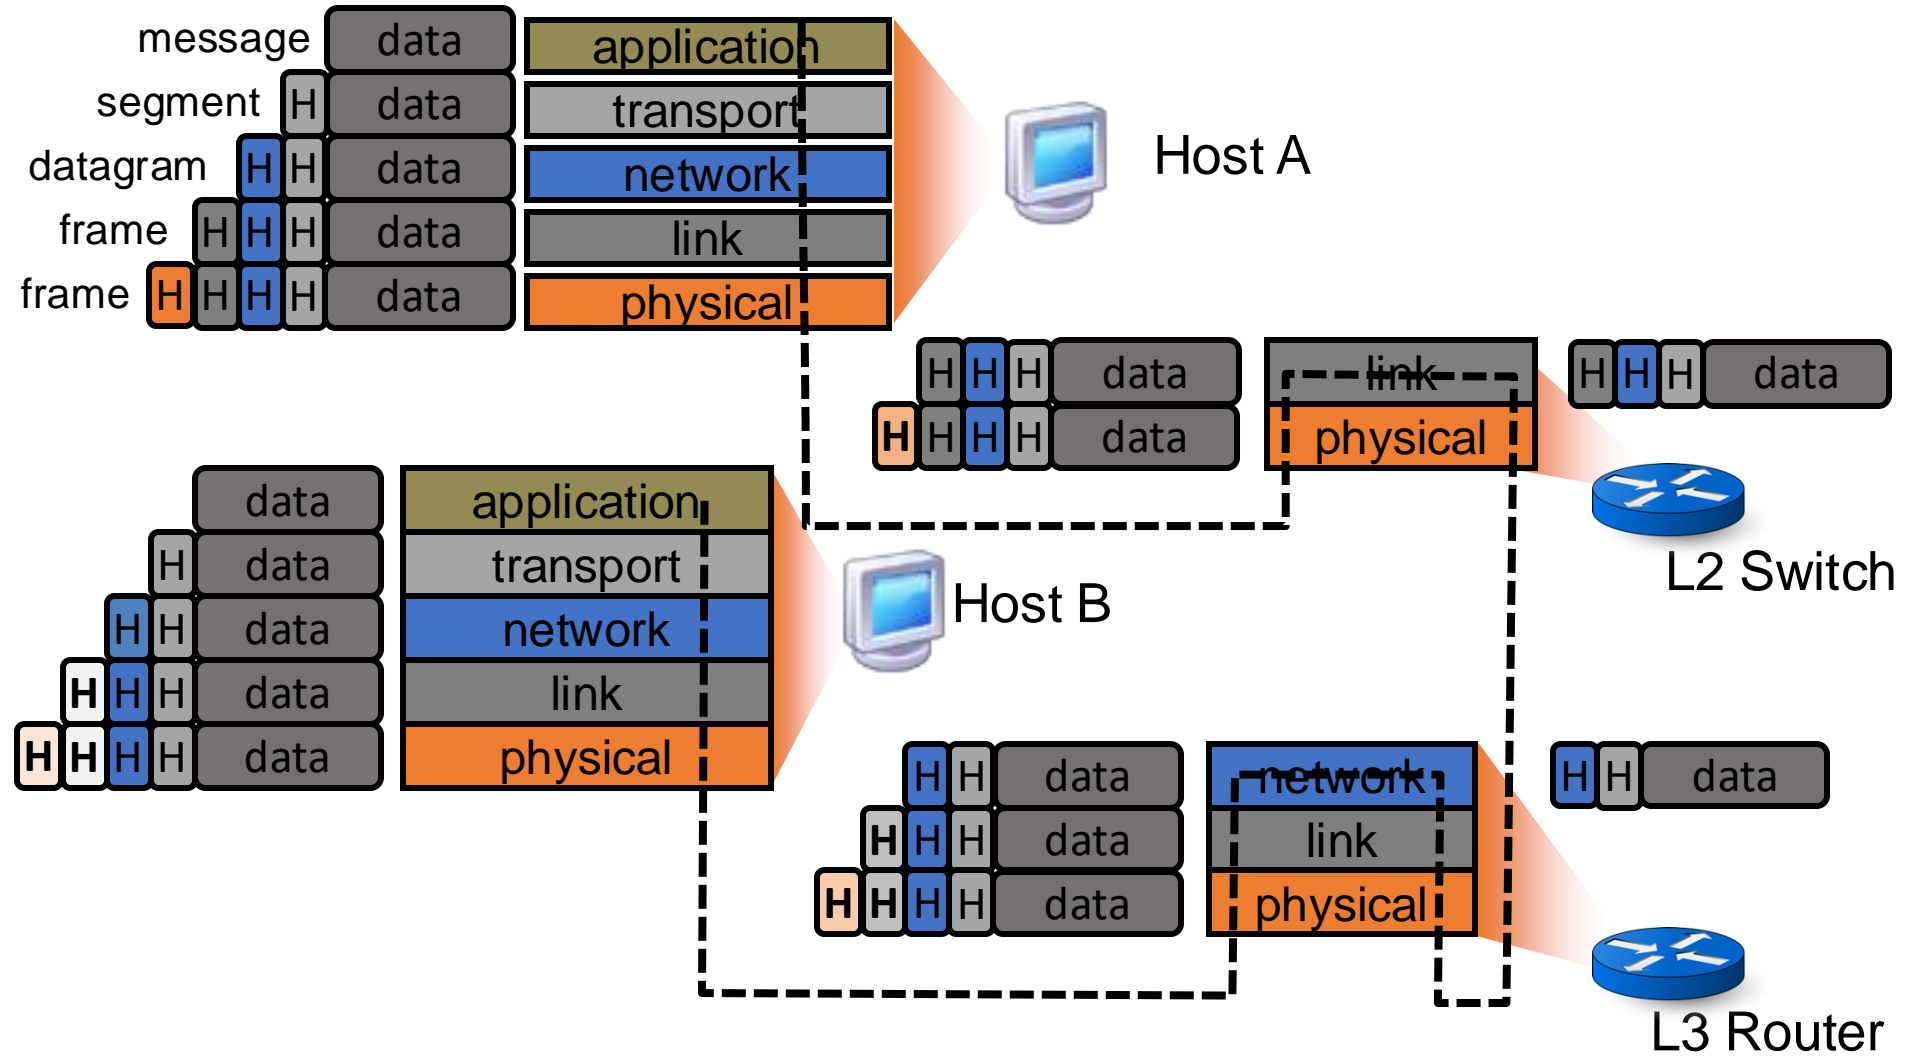 message data application
segment H data transport
datagram H H data network
frame H H H data link
frame H H H H data physical
Host A
H H H data link H H H data
H H H H data physical
L2 Switch
data application
H data transport
H H data network
H H H data link
H H H H data physical
Host B
H H data network H H data
H H H data link
H H H H data physical
L3 Router